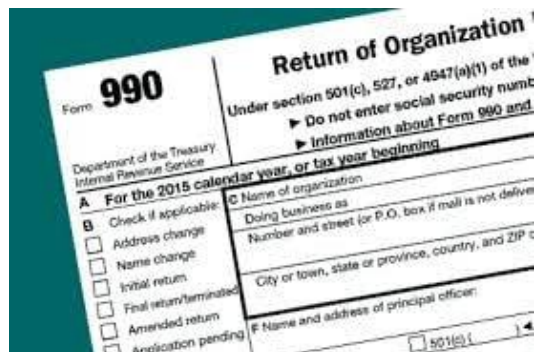 Form 990
Return of Organization
Under section 501(c), 527, or 4947(a)(1) of the
▶ Do not enter social security numb
▶ Information about Form 990 and
Department of the Treasury
Internal Revenue Service
A For the 2015 calendar year, or tax year beginning
B Check if applicable:
Address change
Name change
Initial return
Final return/terminated
Amended return
Application pending
C Name of organization
Doing business as
Number and street (or P.O. box if mail is not deliver
City or town, state or province, country, and ZIP
F Name and address of principal officer:
501(c) ( ) ◀